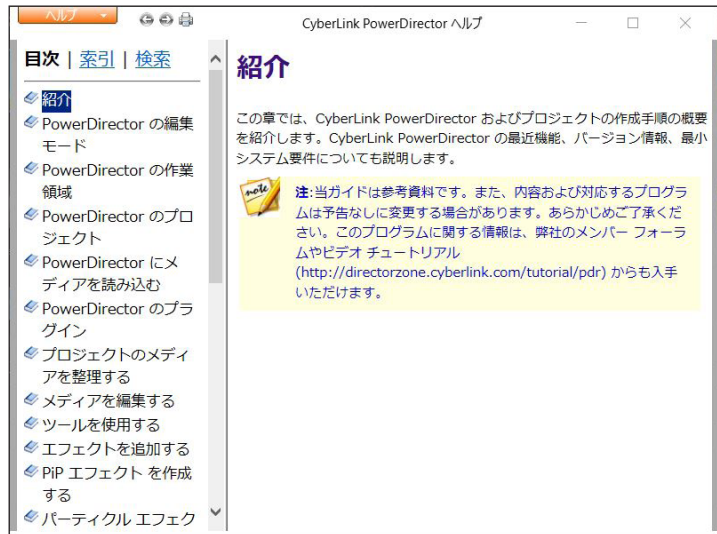 ヘルプ
CyberLink PowerDirector ヘルプ
目次 | 索引 | 検索
紹介
PowerDirector の編集
モード
PowerDirector の作業
領域
PowerDirector のプロ
ジェクト
PowerDirector にメ
ディアを読み込む
PowerDirector のプラ
グイン
プロジェクトのメディ
アを整理する
メディアを編集する
ツールを使用する
エフェクトを追加する
PiP エフェクト を作成
する
パーティクル エフェク
紹介
この章では、CyberLink PowerDirector およびプロジェクトの作成手順の概要
を紹介します。CyberLink PowerDirector の最近機能、バージョン情報、最小
システム要件についても説明します。
note
注:当ガイドは参考資料です。また、内容および対応するプログラ
ムは予告なしに変更する場合があります。あらかじめご了承くだ
さい。このプログラムに関する情報は、弊社のメンバー フォーラ
ムやビデオ チュートリアル
(http://directorzone.cyberlink.com/tutorial/pdr) からも入手
いただけます。